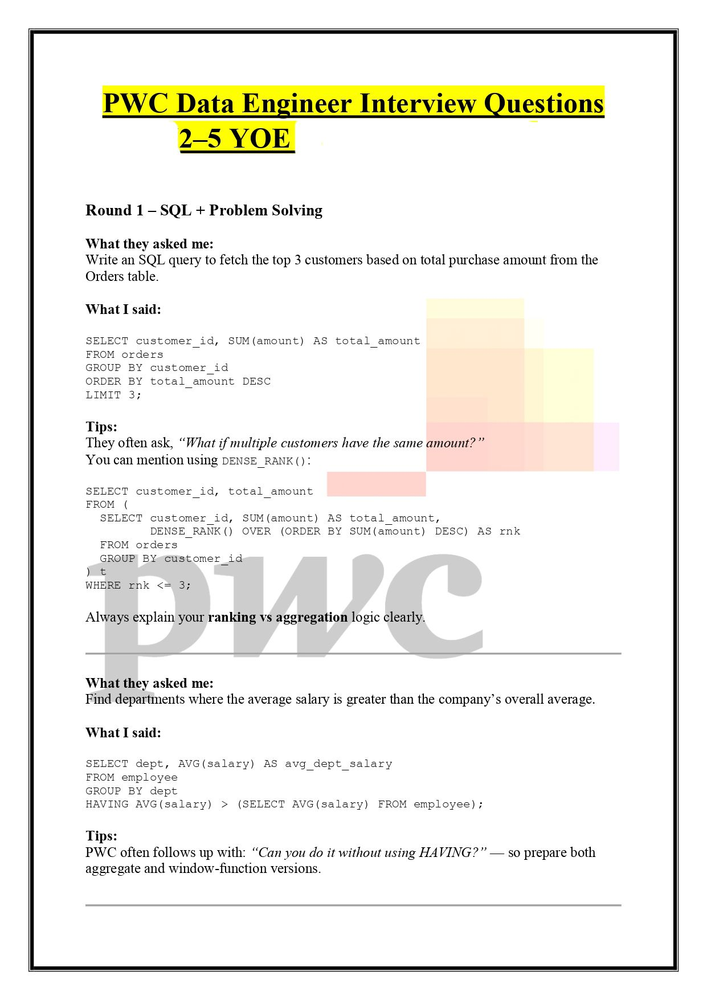 PWC Data Engineer Interview Questions
2–5 YOE
Round 1 – SQL + Problem Solving
What they asked me:
Write an SQL query to fetch the top 3 customers based on total purchase amount from the
Orders table.
What I said:
SELECT customer_id, SUM(amount) AS total_amount
FROM orders
GROUP BY customer_id
ORDER BY total_amount DESC
LIMIT 3;
Tips:
They often ask, “What if multiple customers have the same amount?”
You can mention using DENSE_RANK():
SELECT customer_id, total_amount
FROM (
  SELECT customer_id, SUM(amount) AS total_amount,
         DENSE_RANK() OVER (ORDER BY SUM(amount) DESC) AS rnk
  FROM orders
  GROUP BY customer_id
) t
WHERE rnk <= 3;
pwc
Always explain your ranking vs aggregation logic clearly.
What they asked me:
Find departments where the average salary is greater than the company’s overall average.
What I said:
SELECT dept, AVG(salary) AS avg_dept_salary
FROM employee
GROUP BY dept
HAVING AVG(salary) > (SELECT AVG(salary) FROM employee);
Tips:
PWC often follows up with: “Can you do it without using HAVING?” — so prepare both
aggregate and window-function versions.